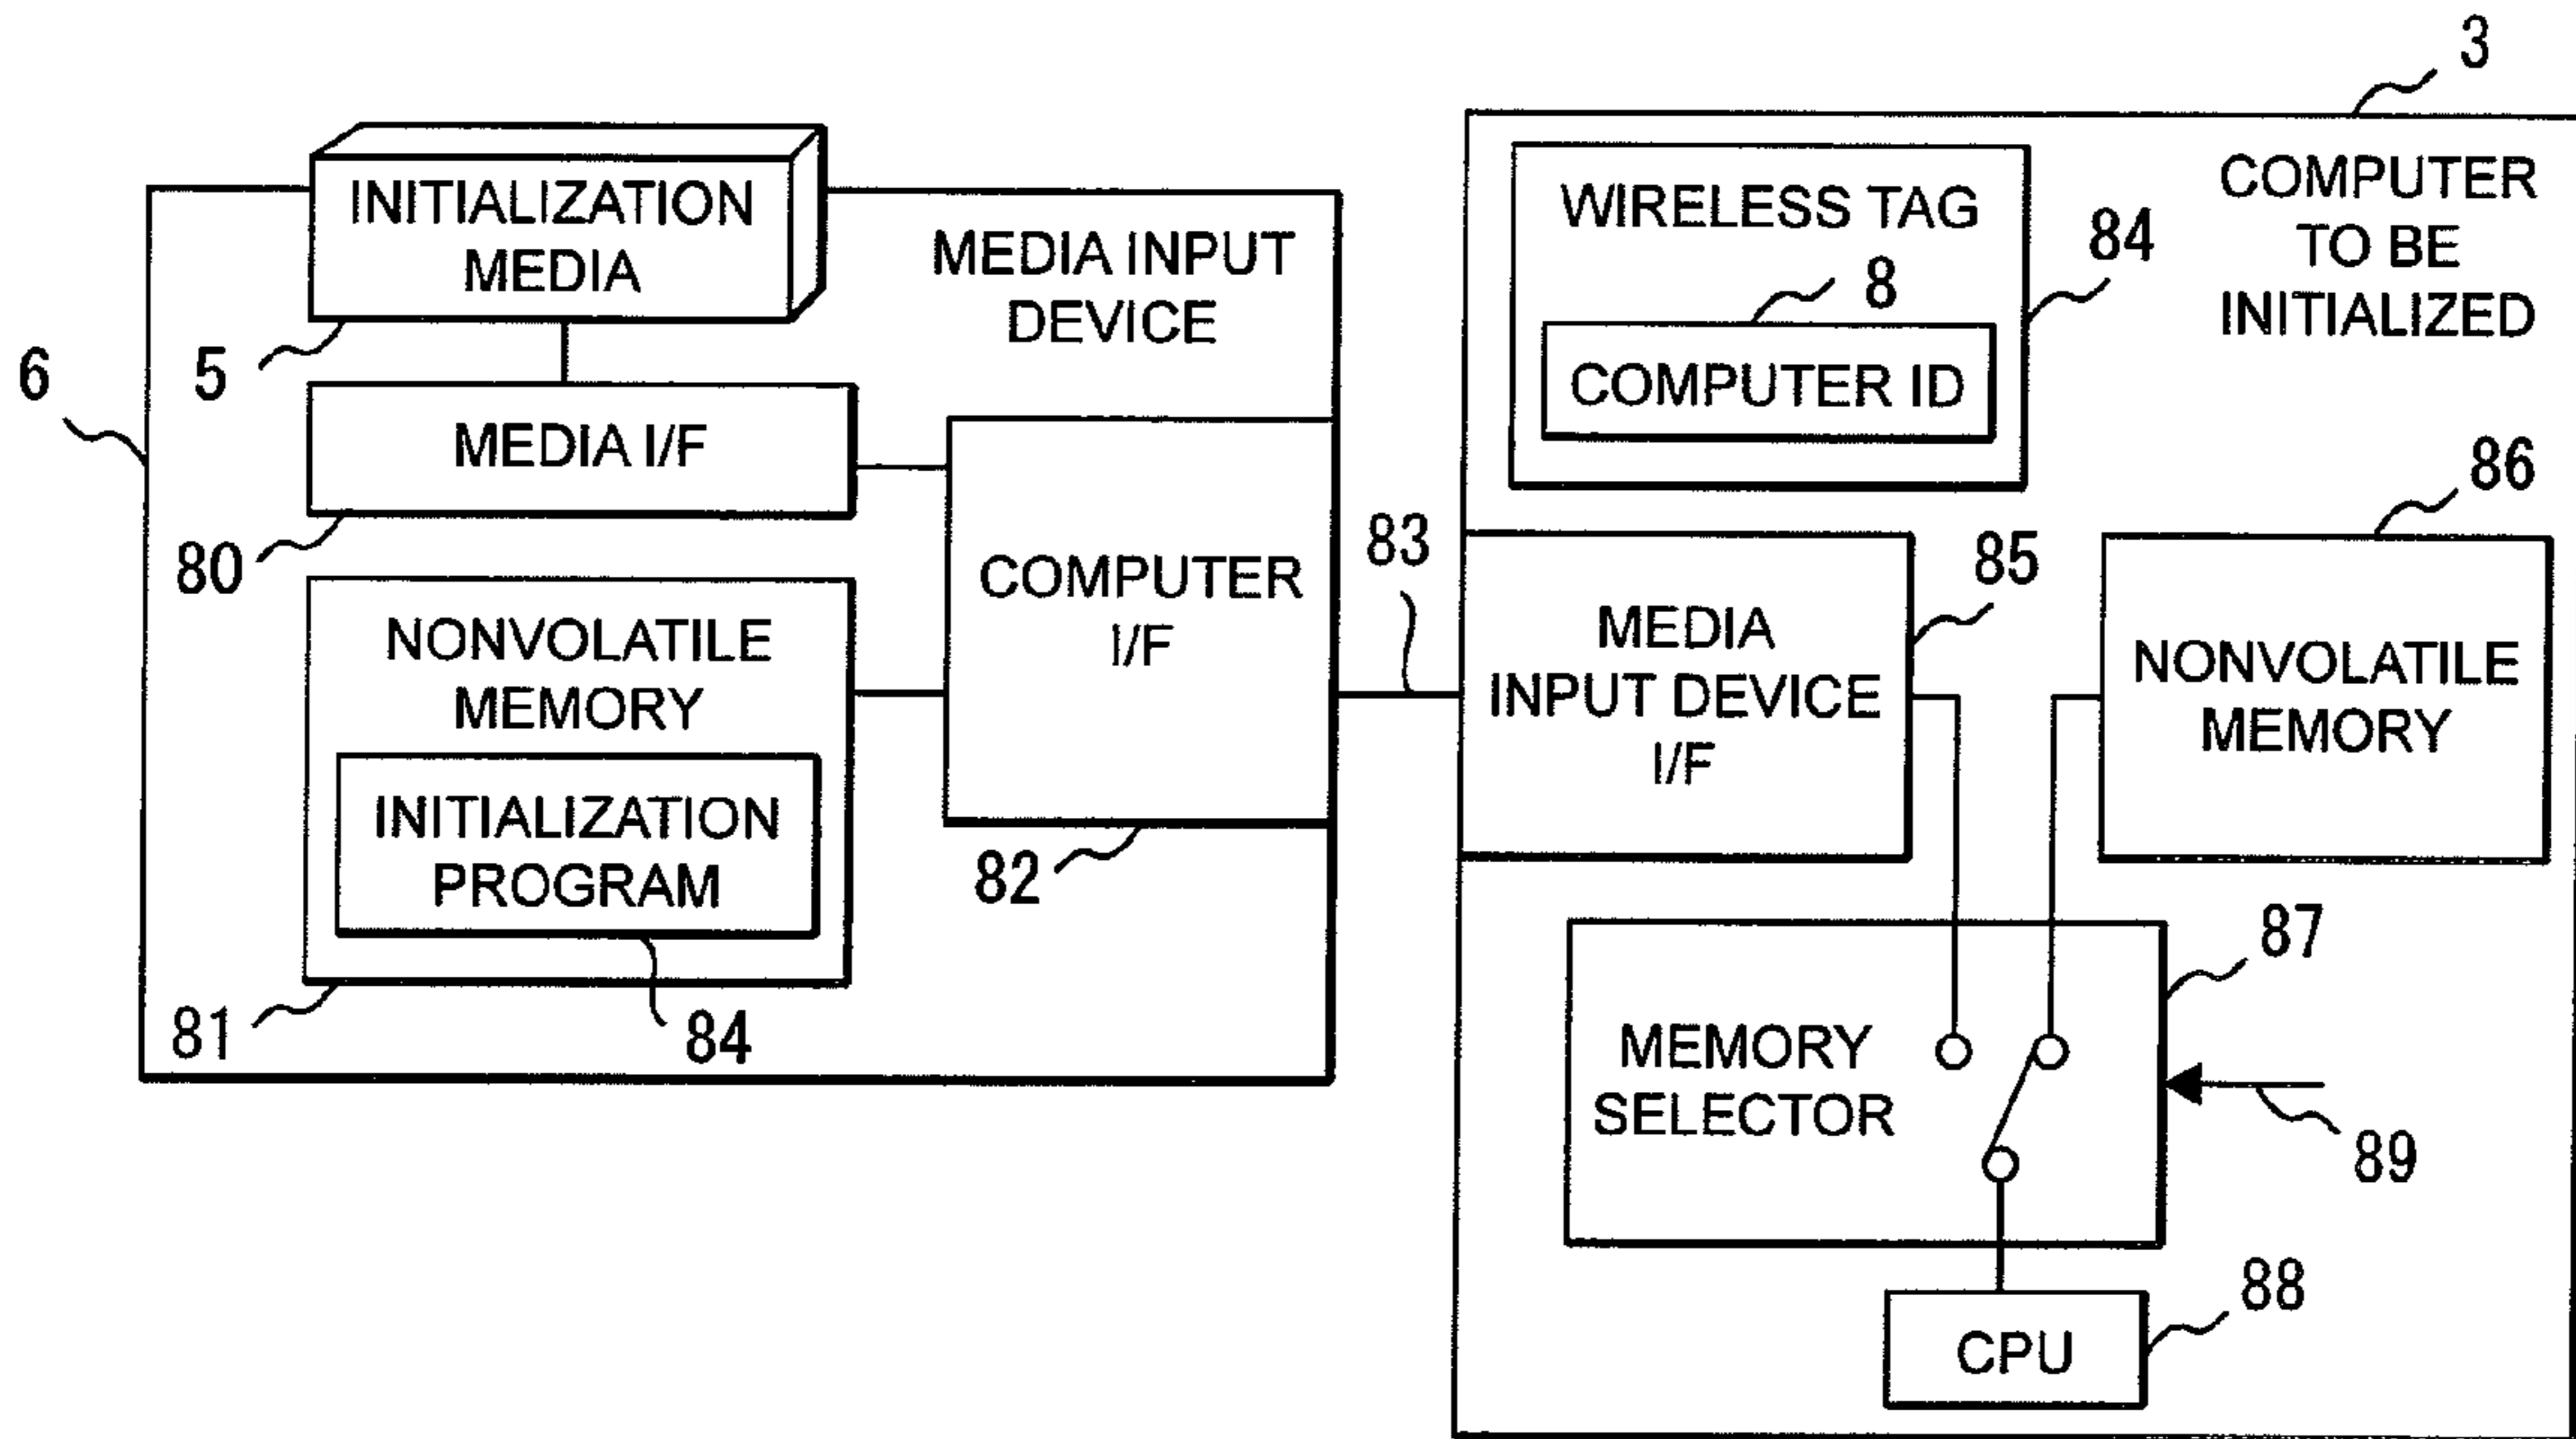 3
INITIALIZATION
MEDIA
MEDIA INPUT
DEVICE
6
5
MEDIA I/F
80
NONVOLATILE
MEMORY
INITIALIZATION
PROGRAM
81
84
COMPUTER
I/F
82
83
WIRELESS TAG
8
COMPUTER ID
84
COMPUTER
TO BE
INITIALIZED
MEDIA
INPUT DEVICE
I/F
85
86
NONVOLATILE
MEMORY
87
MEMORY
SELECTOR
89
88
CPU